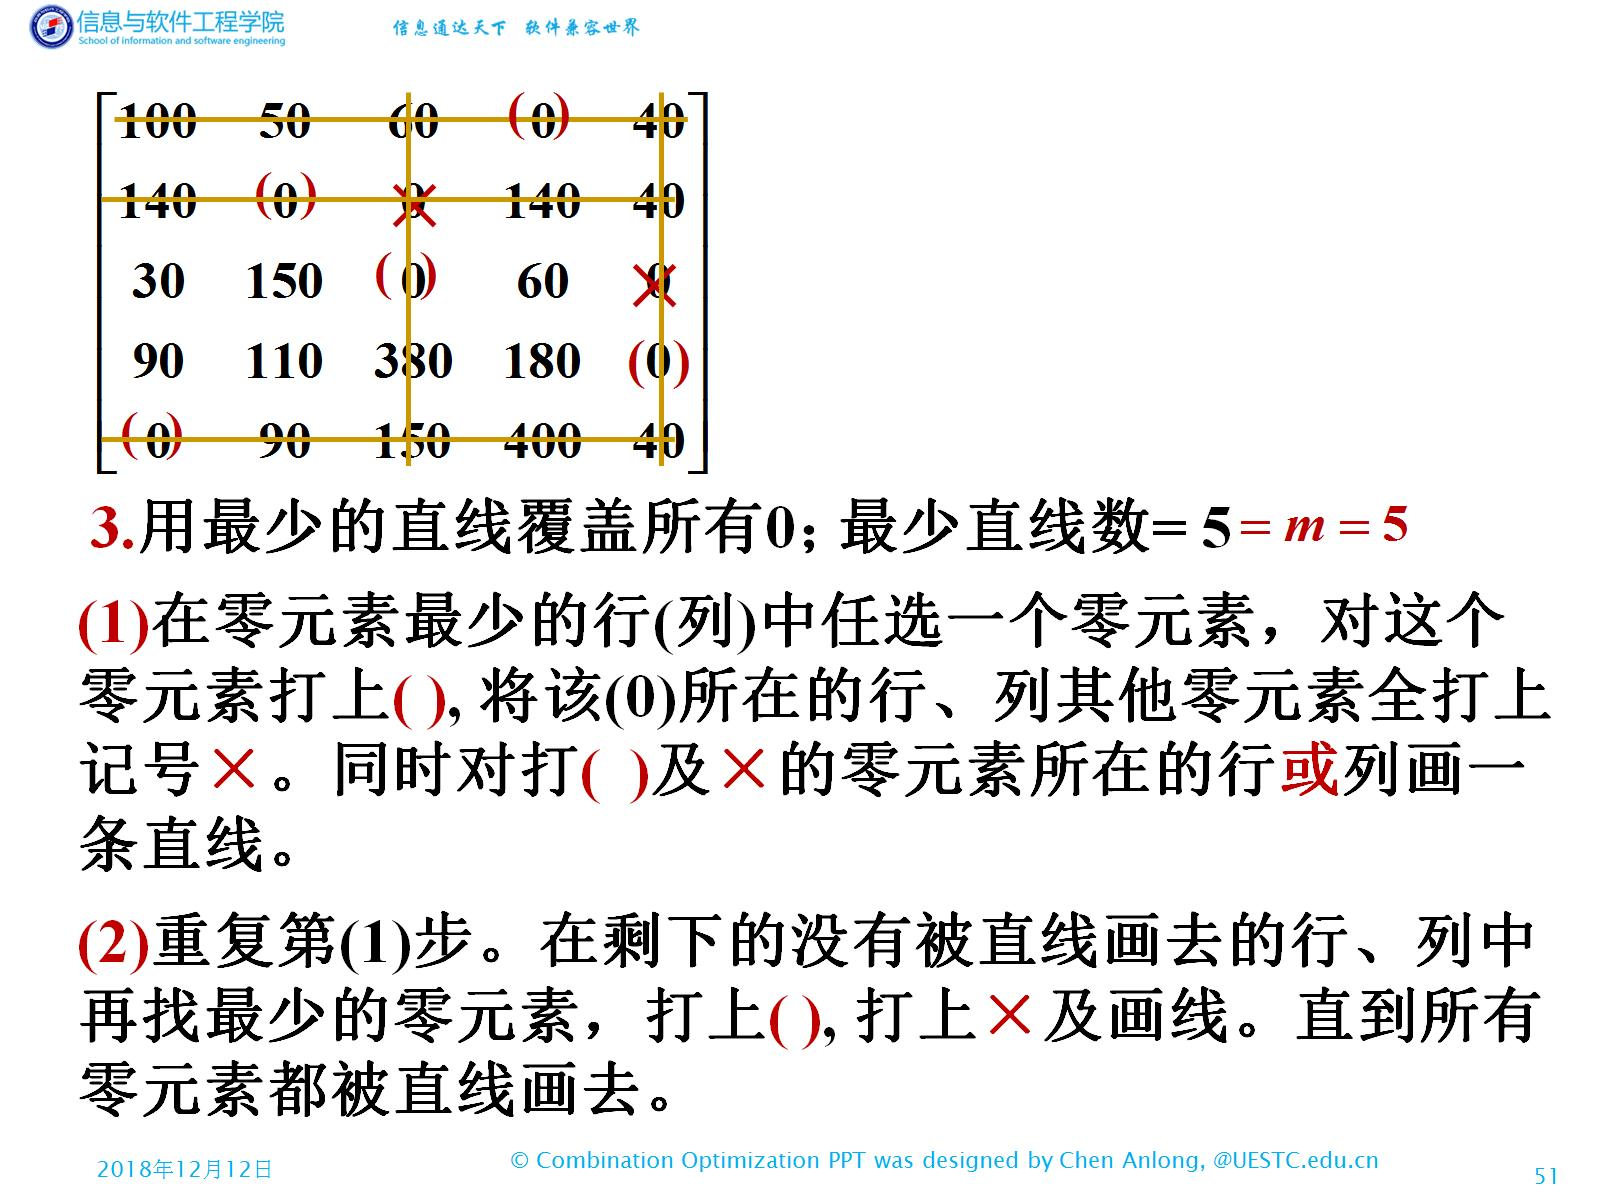 信息与软件工程学院
School of information and software engineering
信息通达天下 软件兼容世界
100 50 60 (0) 40
140 (0) 0 140 40
30 150 (0) 60 0
90 110 380 180 (0)
(0) 90 150 400 40
3.用最少的直线覆盖所有0; 最少直线数= 5 = m = 5
(1)在零元素最少的行(列)中任选一个零元素，对这个
零元素打上( ), 将该(0)所在的行、列其他零元素全打上
记号×。同时对打( )及×的零元素所在的行或列画一
条直线。
(2)重复第(1)步。在剩下的没有被直线画去的行、列中
再找最少的零元素，打上( ), 打上×及画线。直到所有
零元素都被直线画去。
2018年12月12日
© Combination Optimization PPT was designed by Chen Anlong, @UESTC.edu.cn
51